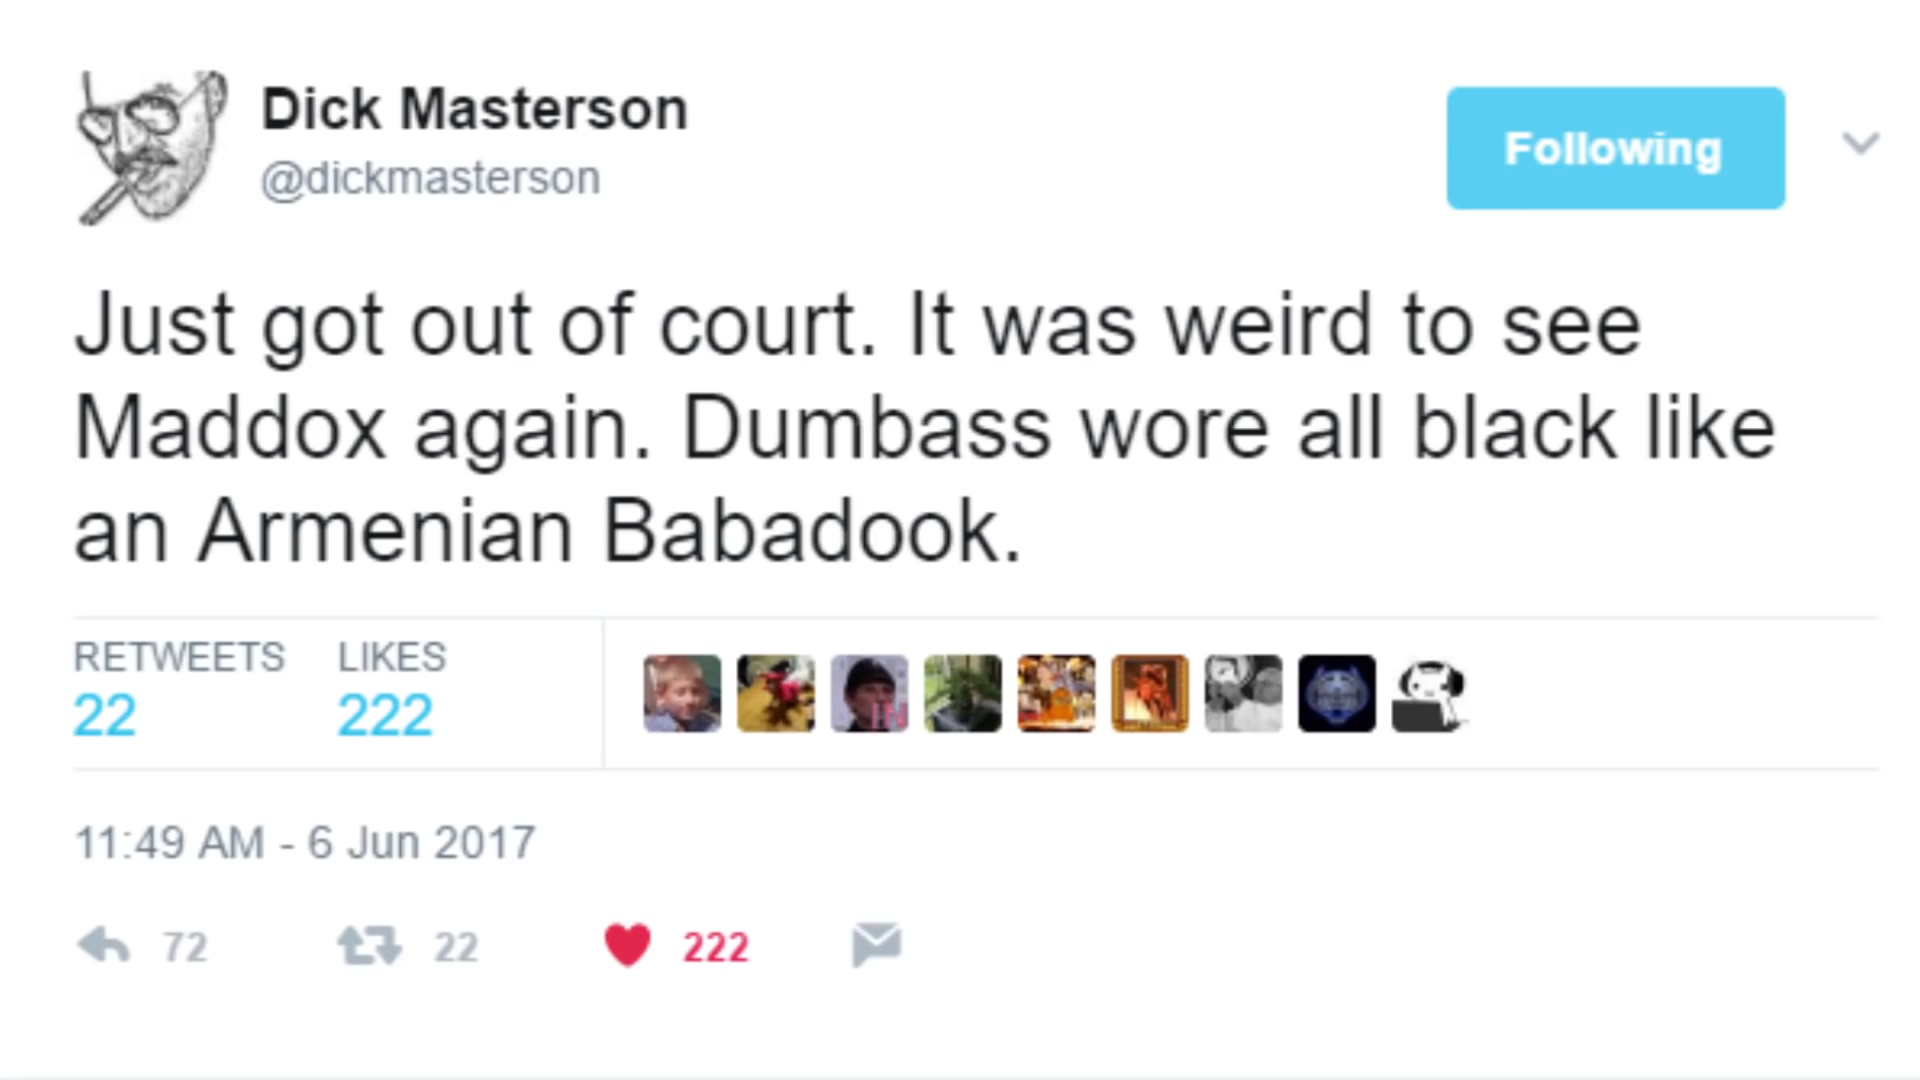 Dick Masterson
@dickmasterson
Following
Just got out of court. It was weird to see
Maddox again. Dumbass wore all black like
an Armenian Babadook.
RETWEETS LIKES
22 222
IN
11:49 AM - 6 Jun 2017
72 22 222